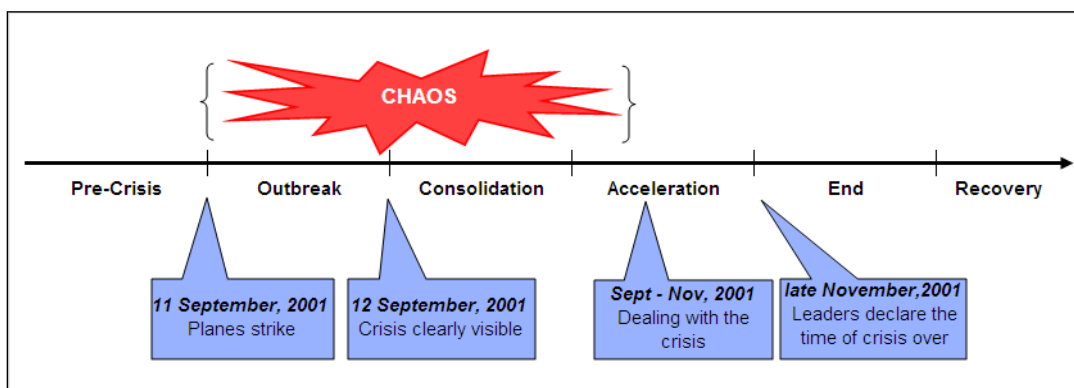 CHAOS
Pre-Crisis
Outbreak
Consolidation
Acceleration
End
Recovery
11 September, 2001
Planes strike
12 September, 2001
Crisis clearly visible
Sept - Nov, 2001
Dealing with the
crisis
late November,2001
Leaders declare the
time of crisis over